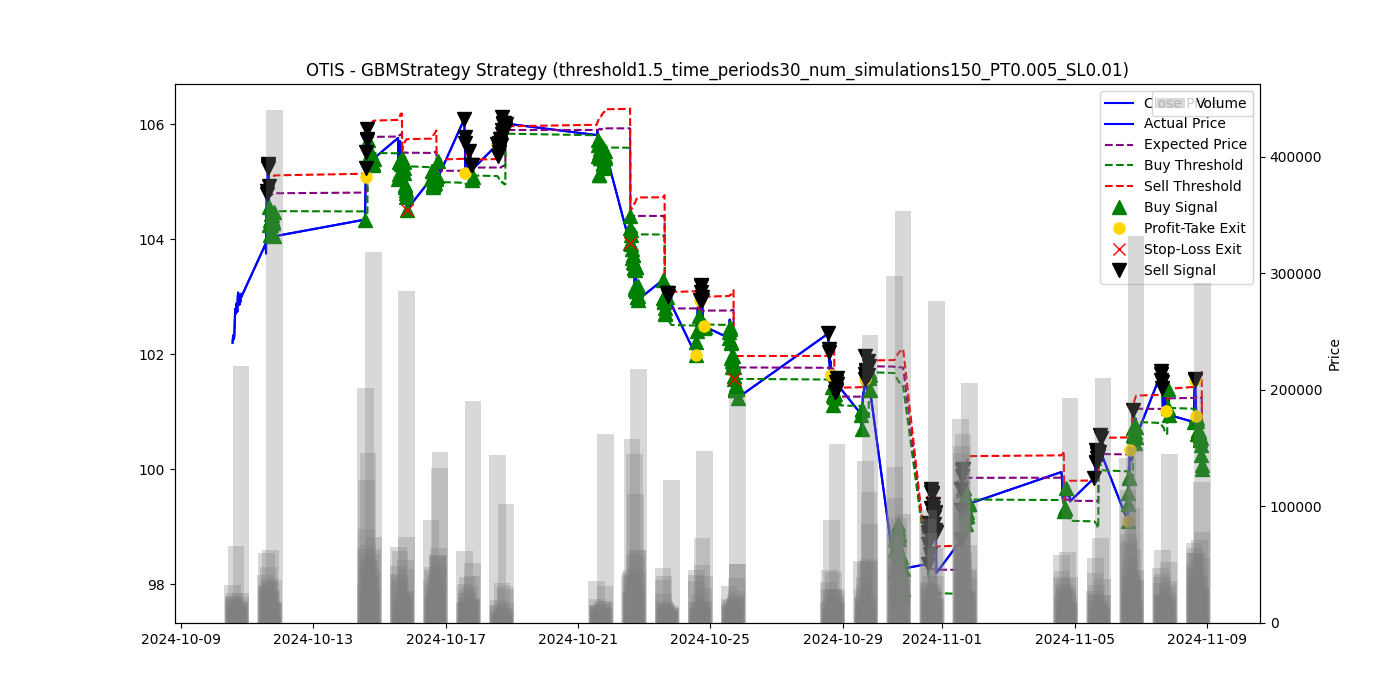 OTIS - GBMStrategy Strategy (threshold1.5_time_periods30_num_simulations150_PT0.005_SL0.01)
106
104
102
100
98
400000
300000
200000
100000
0
Price
Volume
Actual Price
Expected Price
Buy Threshold
Sell Threshold
Buy Signal
Profit-Take Exit
Stop-Loss Exit
Sell Signal
2024-10-09
2024-10-13
2024-10-17
2024-10-21
2024-10-25
2024-10-29
2024-11-01
2024-11-05
2024-11-09